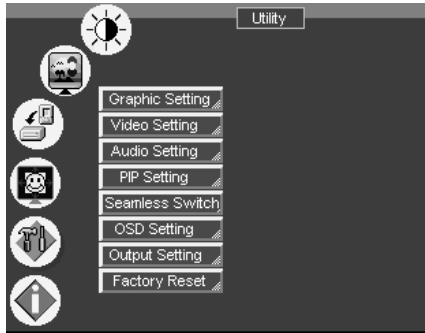 Utility
Graphic Setting
Video Setting
Audio Setting
PIP Setting
Seamless Switch
OSD Setting
Output Setting
Factory Reset